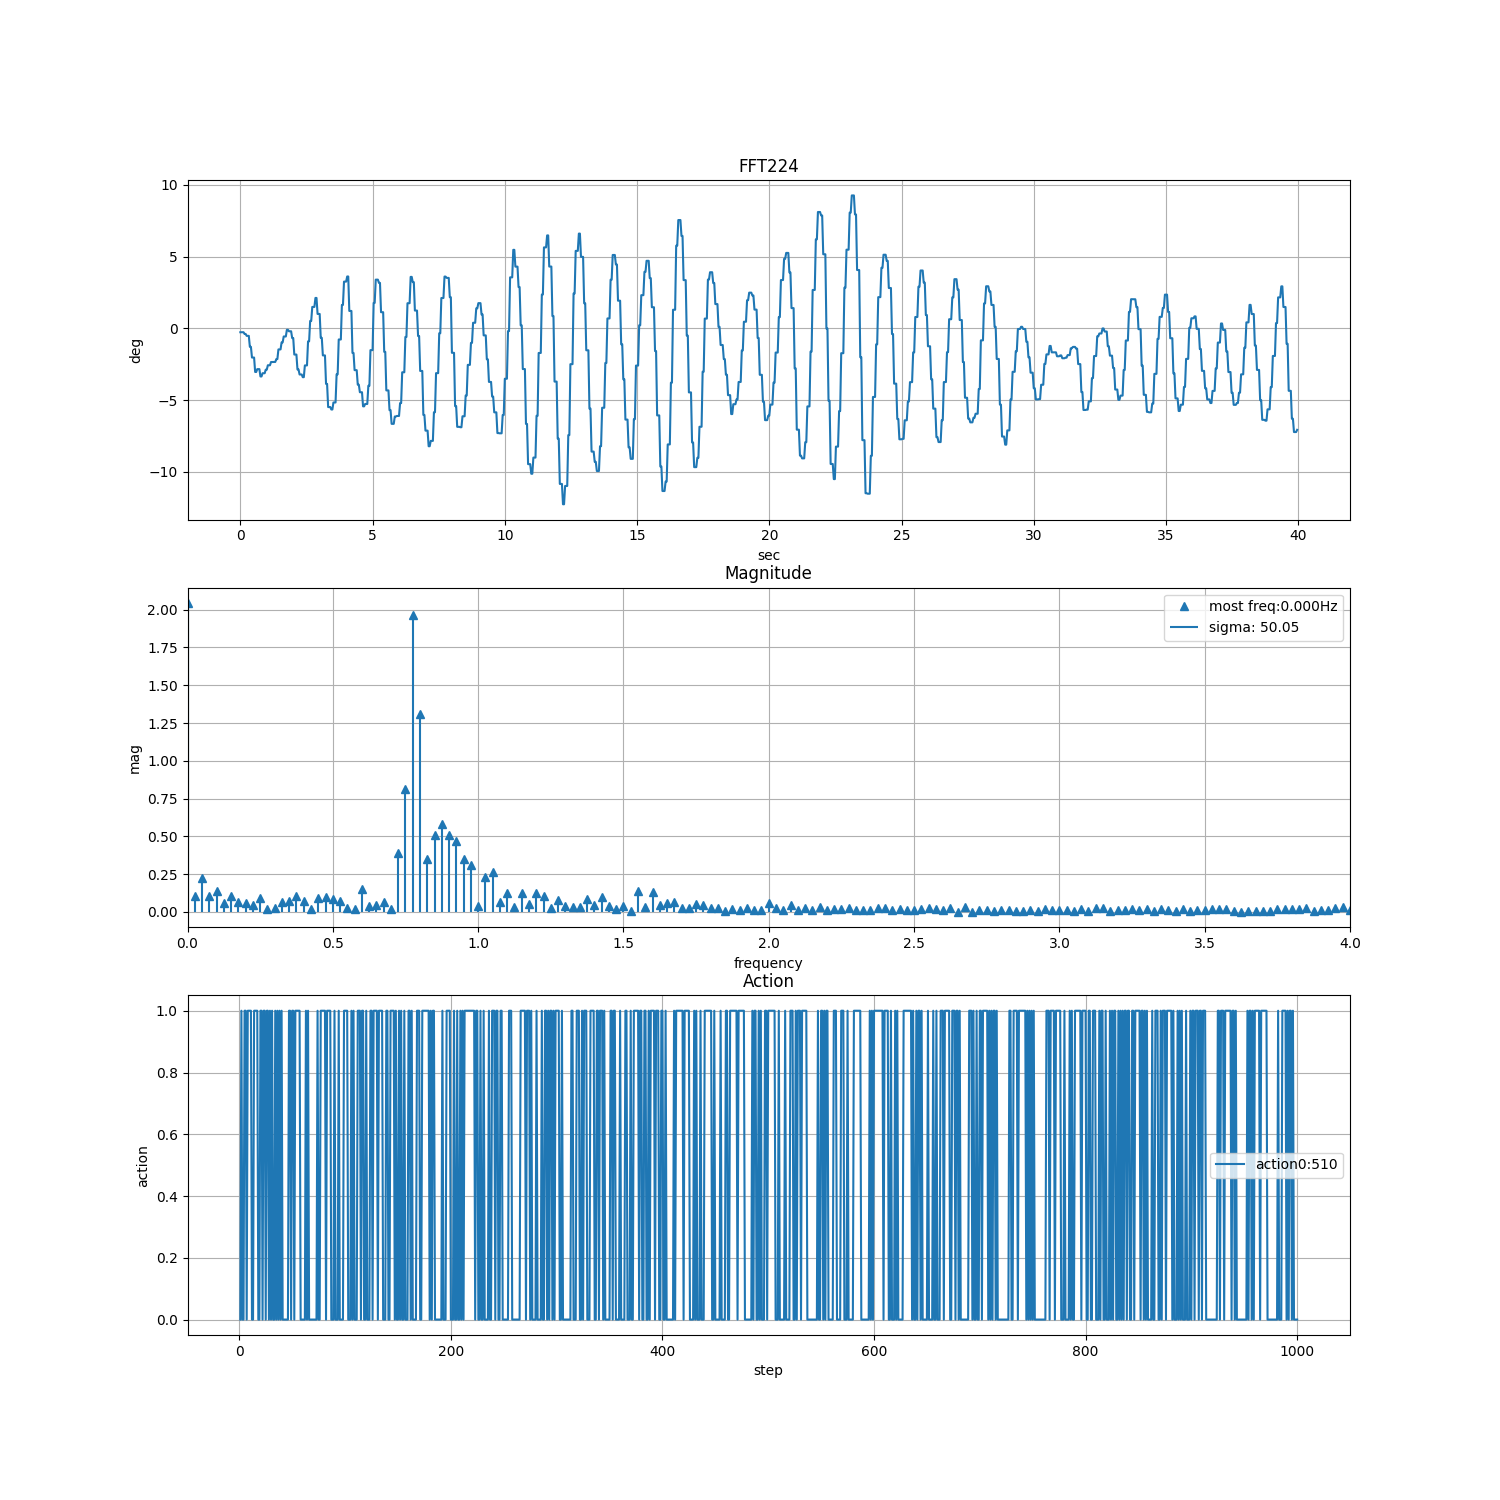 FFT224
10
5
0
−5
−10
deg
0 5 10 15 20 25 30 35 40
sec
Magnitude
most freq:0.000Hz
sigma: 50.05
2.00
1.75
1.50
1.25
1.00
0.75
0.50
0.25
0.00
mag
0.0 0.5 1.0 1.5 2.0 2.5 3.0 3.5 4.0
frequency
Action
1.0
0.8
0.6
0.4
0.2
0.0
action
action0:510
0 200 400 600 800 1000
step